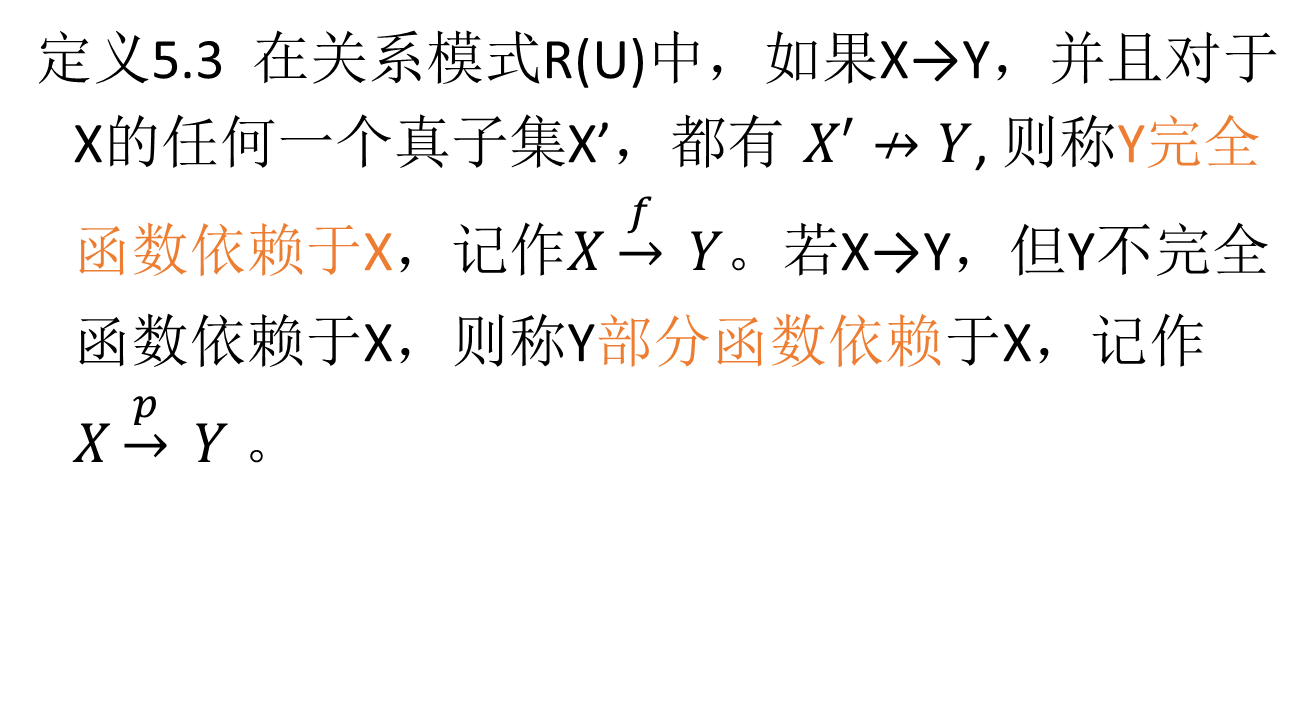 定义5.3 在关系模式R(U)中，如果X→Y，并且对于
X的任何一个真子集X’，都有 X′ ↛ Y, 则称Y完全
函数依赖于X，记作X \xrightarrow{f} Y。若X→Y，但Y不完全
函数依赖于X，则称Y部分函数依赖于X，记作
X \xrightarrow{p} Y 。